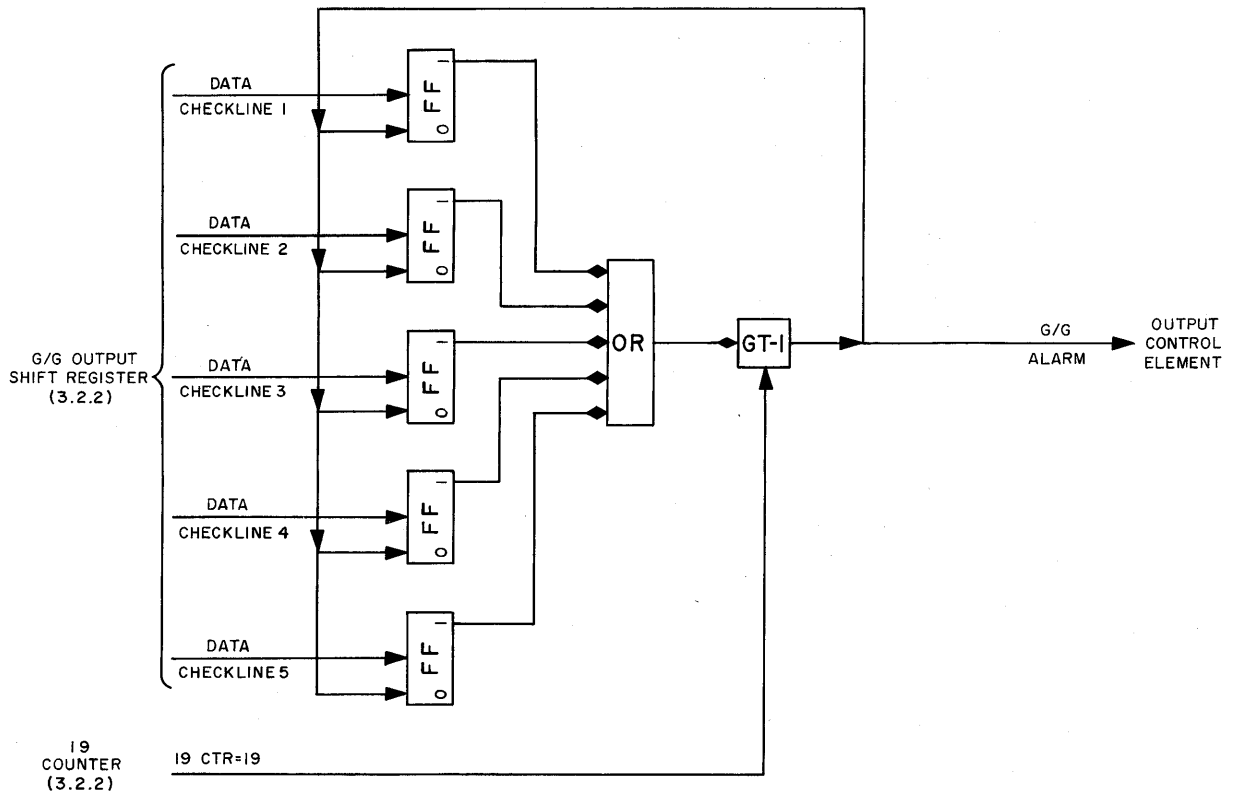 DATA
CHECKLINE 1
1
FF
0
DATA
CHECKLINE 2
1
FF
0
G/G OUTPUT
SHIFT REGISTER
(3.2.2)
DATA
CHECKLINE 3
1
FF
0
OR
GT-1
G/G
ALARM
OUTPUT
CONTROL
ELEMENT
DATA
CHECKLINE 4
1
FF
0
DATA
CHECKLINE 5
1
FF
0
19
COUNTER
(3.2.2)
19 CTR=19